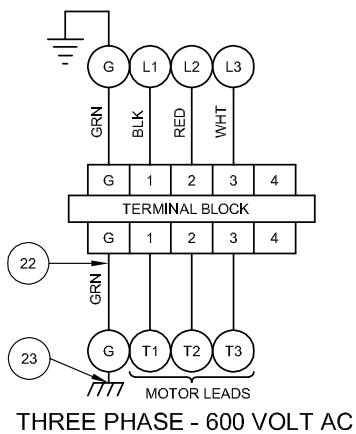 G L1 L2 L3
GRN BLK RED WHT
G 1 2 3 4
TERMINAL BLOCK
G 1 2 3 4
22
GRN
23
G T1 T2 T3
MOTOR LEADS
THREE PHASE - 600 VOLT AC